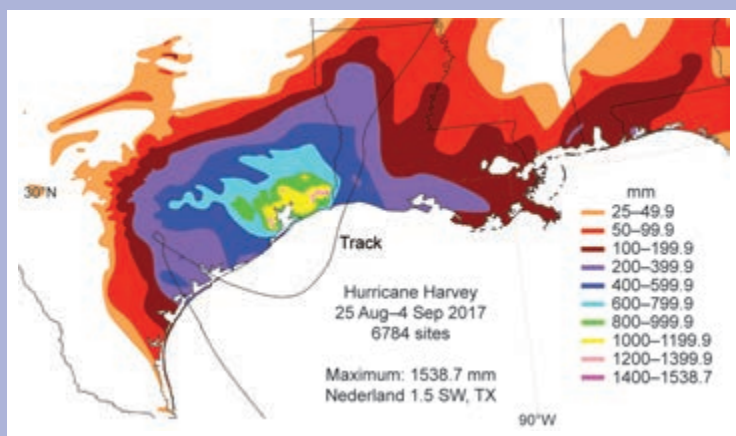 30°N
Track
Hurricane Harvey
25 Aug–4 Sep 2017
6784 sites
Maximum: 1538.7 mm
Nederland 1.5 SW, TX
90°W
mm
25–49.9
50–99.9
100–199.9
200–399.9
400–599.9
600–799.9
800–999.9
1000–1199.9
1200–1399.9
1400–1538.7